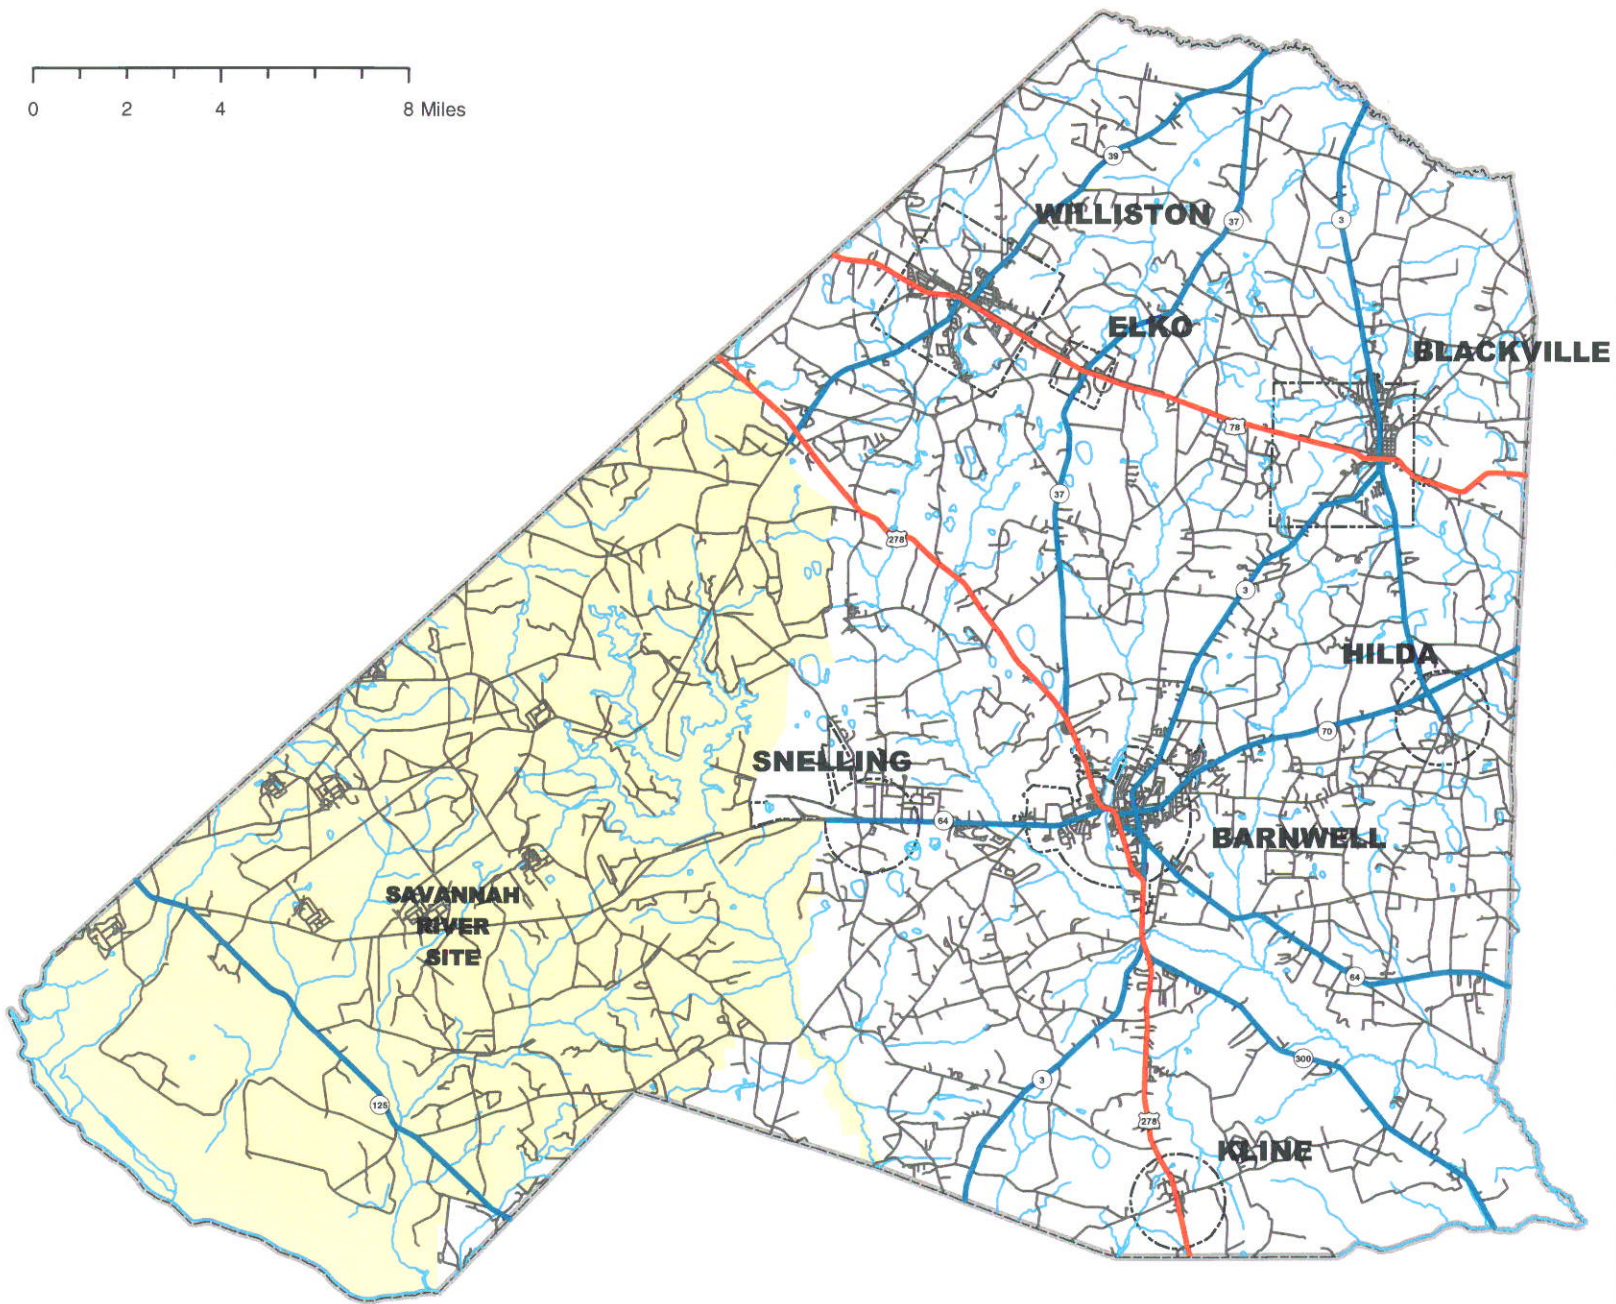 0 2 4 8 Miles
39
WILLISTON
37
3
ELKO
BLACKVILLE
78
37
278
3
HILDA
70
SNELLING
64
BARNWELL
SAVANNAH
RIVER
SITE
64
300
3
125
278
KLINE